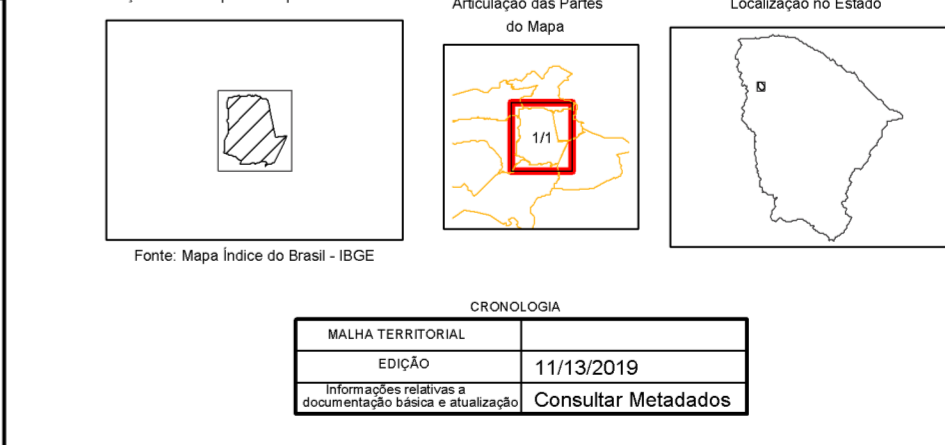 Articulação das Partes
do Mapa
Localização no Estado
1/1
Fonte: Mapa Índice do Brasil - IBGE
CRONOLOGIA
MALHA TERRITORIAL
EDIÇÃO
11/13/2019
Informações relativas a
documentação básica e atualização
Consultar Metadados